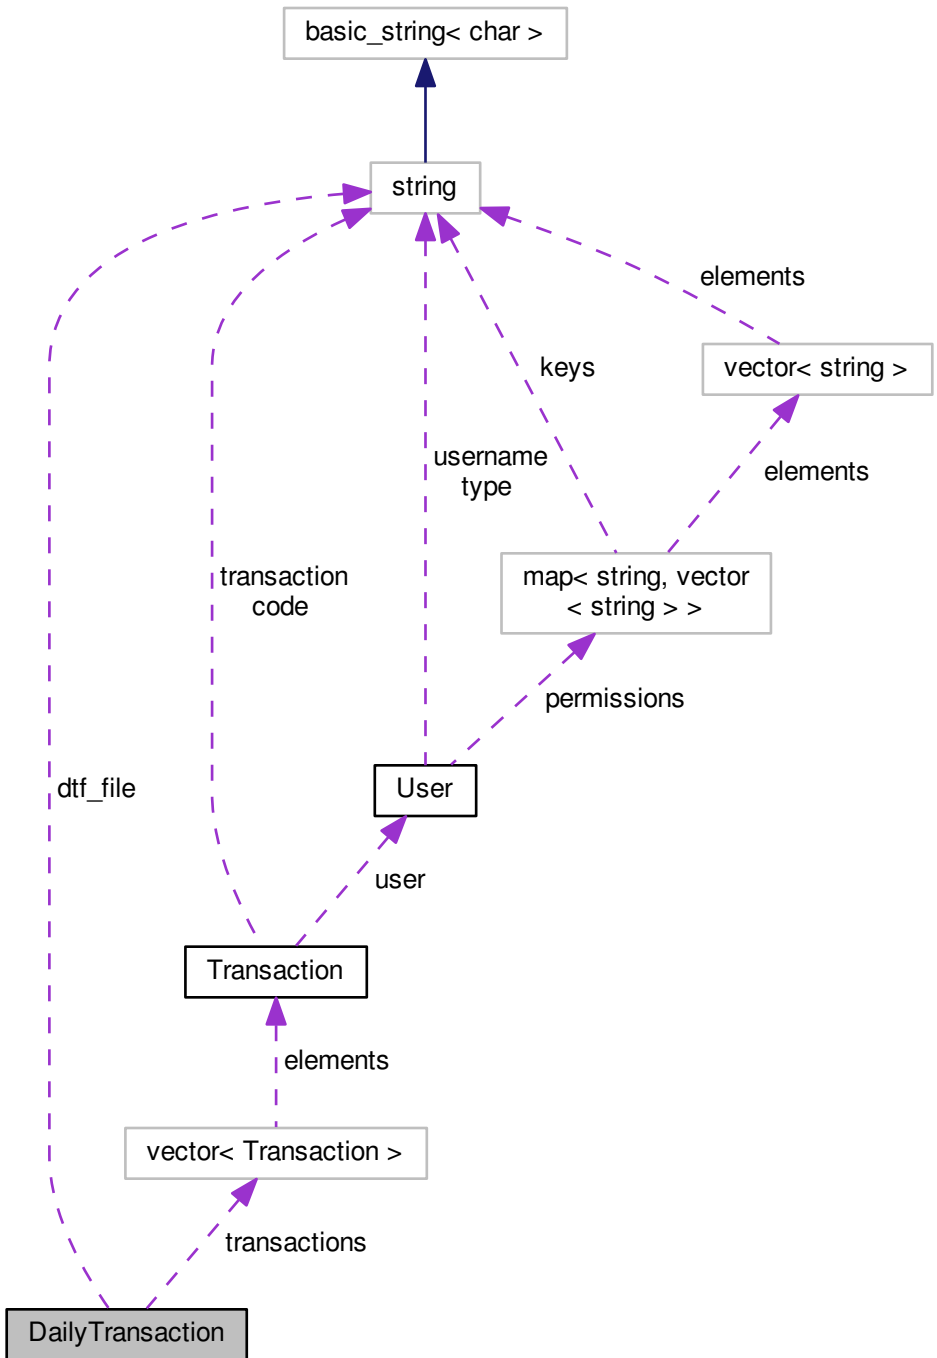 basic_string< char >
string
elements
vector< string >
keys
username
type
elements
map< string, vector
< string > >
transaction
code
permissions
dtf_file
User
user
Transaction
elements
vector< Transaction >
transactions
DailyTransaction